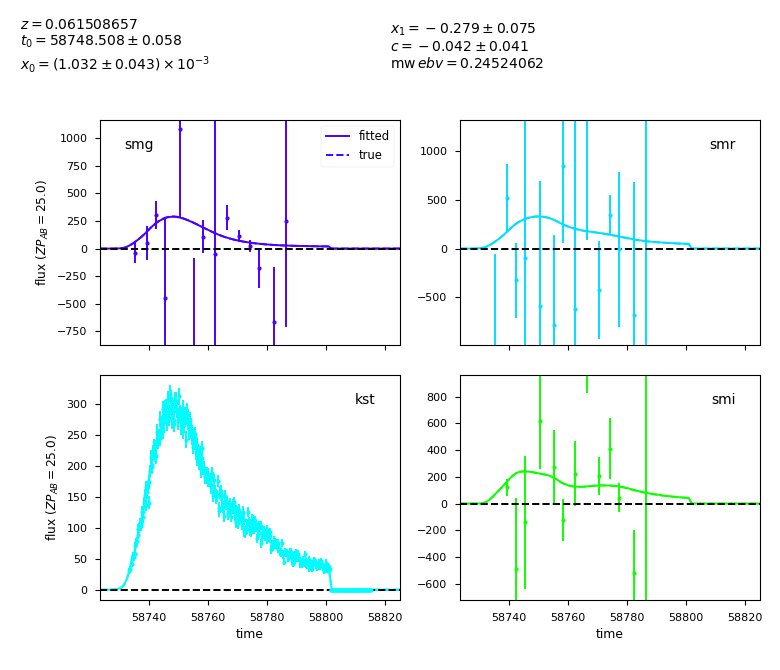 z = 0.061508657
t₀ = 58748.508 ± 0.058
x₀ = (1.032 ± 0.043) × 10⁻³
x₁ = −0.279 ± 0.075
c = −0.042 ± 0.041
mw ebv = 0.24524062
smg
fitted
true
1000
750
500
250
0
−250
−500
−750
flux (ZP_AB = 25.0)
smr
1000
500
0
−500
kst
300
250
200
150
100
50
0
flux (ZP_AB = 25.0)
58740 58760 58780 58800 58820
time
smi
800
600
400
200
0
−200
−400
−600
58740 58760 58780 58800 58820
time